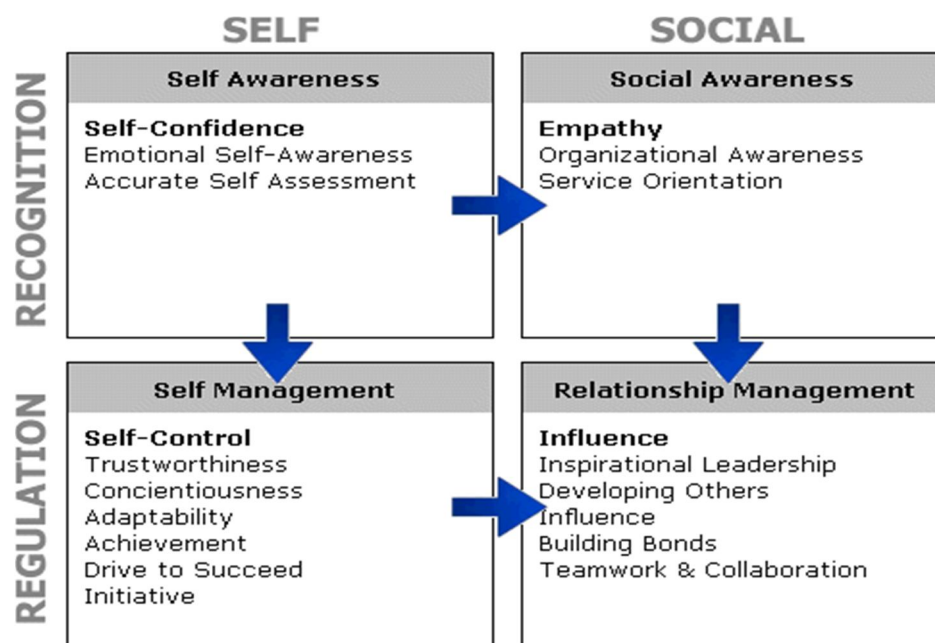 SELF
SOCIAL
RECOGNITION
Self Awareness
Self-Confidence
Emotional Self-Awareness
Accurate Self Assessment
Social Awareness
Empathy
Organizational Awareness
Service Orientation
REGULATION
Self Management
Self-Control
Trustworthiness
Concientiousness
Adaptability
Achievement
Drive to Succeed
Initiative
Relationship Management
Influence
Inspirational Leadership
Developing Others
Influence
Building Bonds
Teamwork & Collaboration